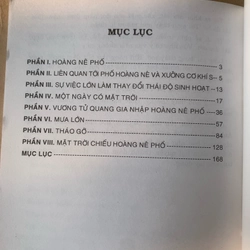 MỤC LỤC
PHẦN I. HOÀNG NÊ PHỐ 3
PHẦN II. LIÊN QUAN TỚI PHỐ HOÀNG NÊ VÀ XƯỞNG CƠ KHÍ S 5
PHẦN III. SỰ VIỆC LỚN LÀM THAY ĐỔI THÁI ĐỘ SINH HOẠT 13
PHẦN IV. MỘT NGÀY CÓ MẶT TRỜI 17
PHẦN V. VƯƠNG TỬ QUANG GIA NHẬP HOÀNG NÊ PHỐ 36
PHẦN VI. MƯA LỚN 57
PHẦN VII. THÁO GỠ 84
PHẦN VIII. MẶT TRỜI CHIẾU HOÀNG NÊ PHỐ 126
MỤC LỤC 168